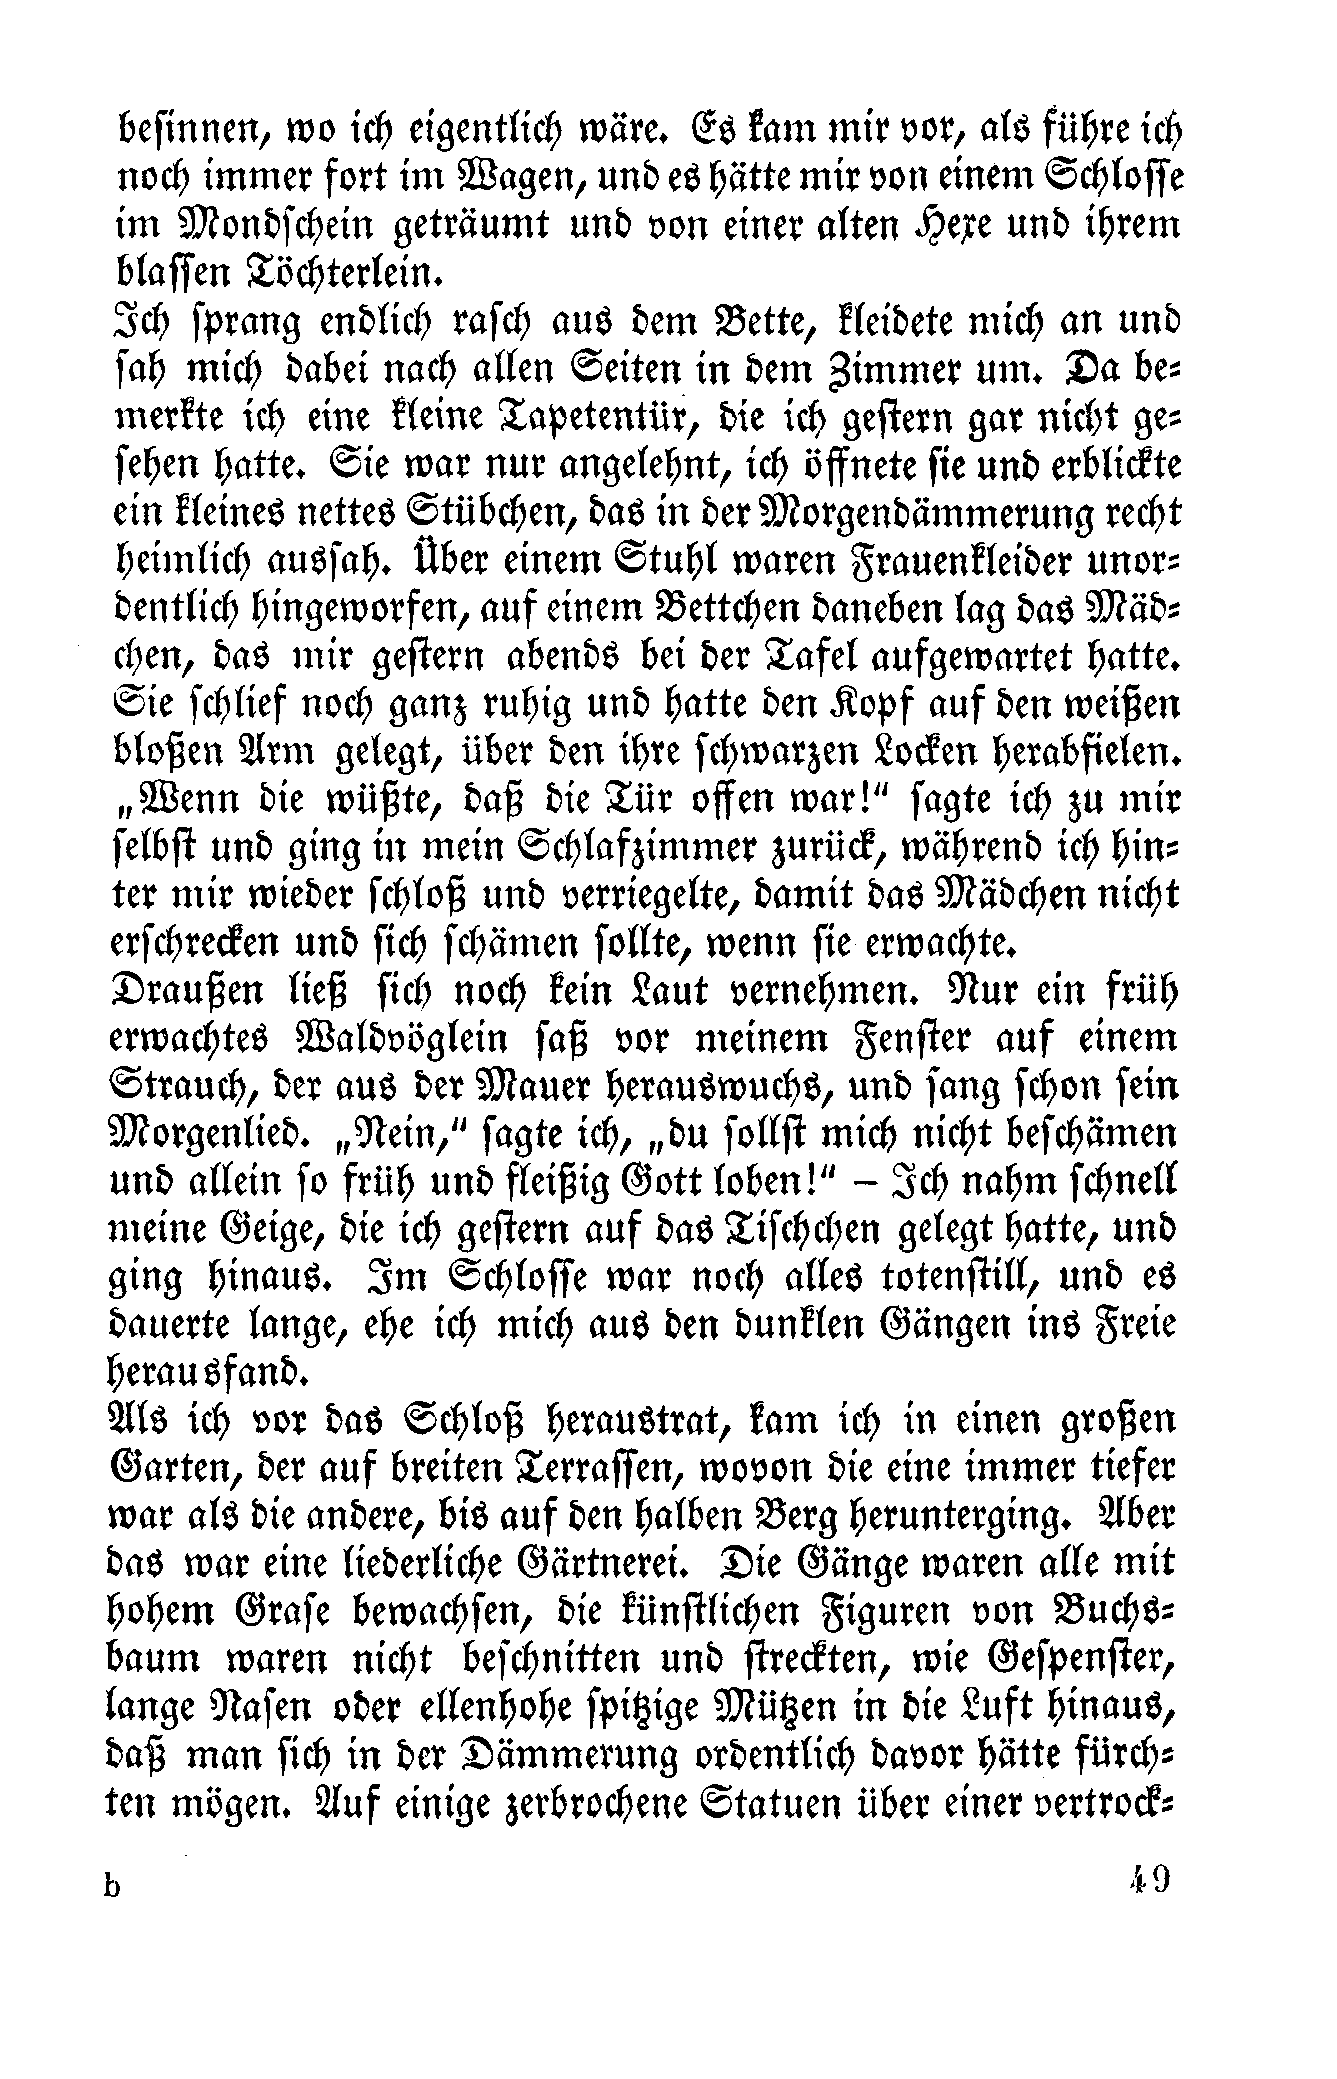 besinnen, wo ich eigentlich wäre. Es kam mir vor, als führe ich
noch immer fort im Wagen, und es hätte mir von einem Schlosse
im Mondschein geträumt und von einer alten Hexe und ihrem
blassen Töchterlein.
Ich sprang endlich rasch aus dem Bette, kleidete mich an und
sah mich dabei nach allen Seiten in dem Zimmer um. Da be-
merkte ich eine kleine Tapetentür, die ich gestern gar nicht ge-
sehen hatte. Sie war nur angelehnt, ich öffnete sie und erblickte
ein kleines nettes Stübchen, das in der Morgendämmerung recht
heimlich aussah. Über einem Stuhl waren Frauenkleider unor-
dentlich hingeworfen, auf einem Bettchen daneben lag das Mäd-
chen, das mir gestern abends bei der Tafel aufgewartet hatte.
Sie schlief noch ganz ruhig und hatte den Kopf auf den weißen
bloßen Arm gelegt, über den ihre schwarzen Locken herabfielen.
„Wenn die wüßte, daß die Tür offen war!“ sagte ich zu mir
selbst und ging in mein Schlafzimmer zurück, während ich hin-
ter mir wieder schloß und verriegelte, damit das Mädchen nicht
erschrecken und sich schämen sollte, wenn sie erwachte.
Draußen ließ sich noch kein Laut vernehmen. Nur ein früh
erwachtes Waldvöglein saß vor meinem Fenster auf einem
Strauch, der aus der Mauer herauswuchs, und sang schon sein
Morgenlied. „Nein,“ sagte ich, „du sollst mich nicht beschämen
und allein so früh und fleißig Gott loben!“ – Ich nahm schnell
meine Geige, die ich gestern auf das Tischchen gelegt hatte, und
ging hinaus. Im Schlosse war noch alles totenstill, und es
dauerte lange, ehe ich mich aus den dunklen Gängen ins Freie
herausfand.
Als ich vor das Schloß heraustrat, kam ich in einen großen
Garten, der auf breiten Terrassen, wovon die eine immer tiefer
war als die andere, bis auf den halben Berg herunterging. Aber
das war eine liederliche Gärtnerei. Die Gänge waren alle mit
hohem Grase bewachsen, die künstlichen Figuren von Buchs-
baum waren nicht beschnitten und streckten, wie Gespenster,
lange Nasen oder ellenhohe spitzige Mützen in die Luft hinaus,
daß man sich in der Dämmerung ordentlich davor hätte fürch-
ten mögen. Auf einige zerbrochene Statuen über einer vertrock-
b 49